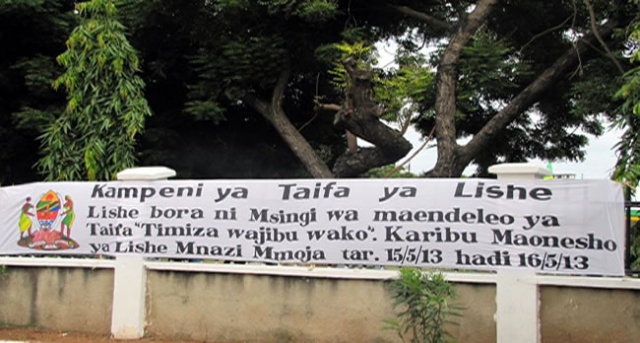 Kampeni ya Taifa ya Lishe
Lishe bora ni Msingi wa maendeleo ya
Taifa "Timiza wajibu wako". Karibu Maonesho
ya Lishe Mnazi Mmoja tar. 15/5/13 hadi 16/5/13